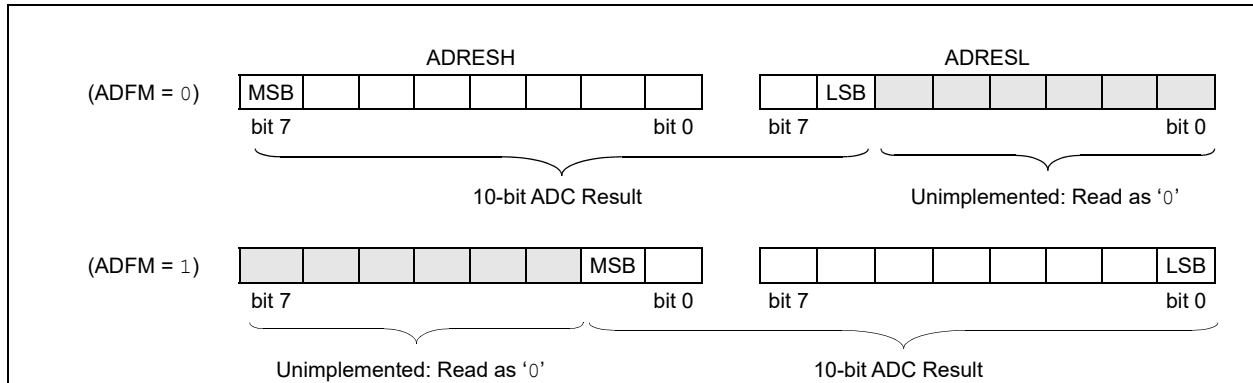 ADRESH ADRESL
(ADFM = 0) MSB LSB
bit 7 bit 0 bit 7 bit 0
10-bit ADC Result Unimplemented: Read as ‘0’
(ADFM = 1) MSB LSB
bit 7 bit 0 bit 7 bit 0
Unimplemented: Read as ‘0’ 10-bit ADC Result